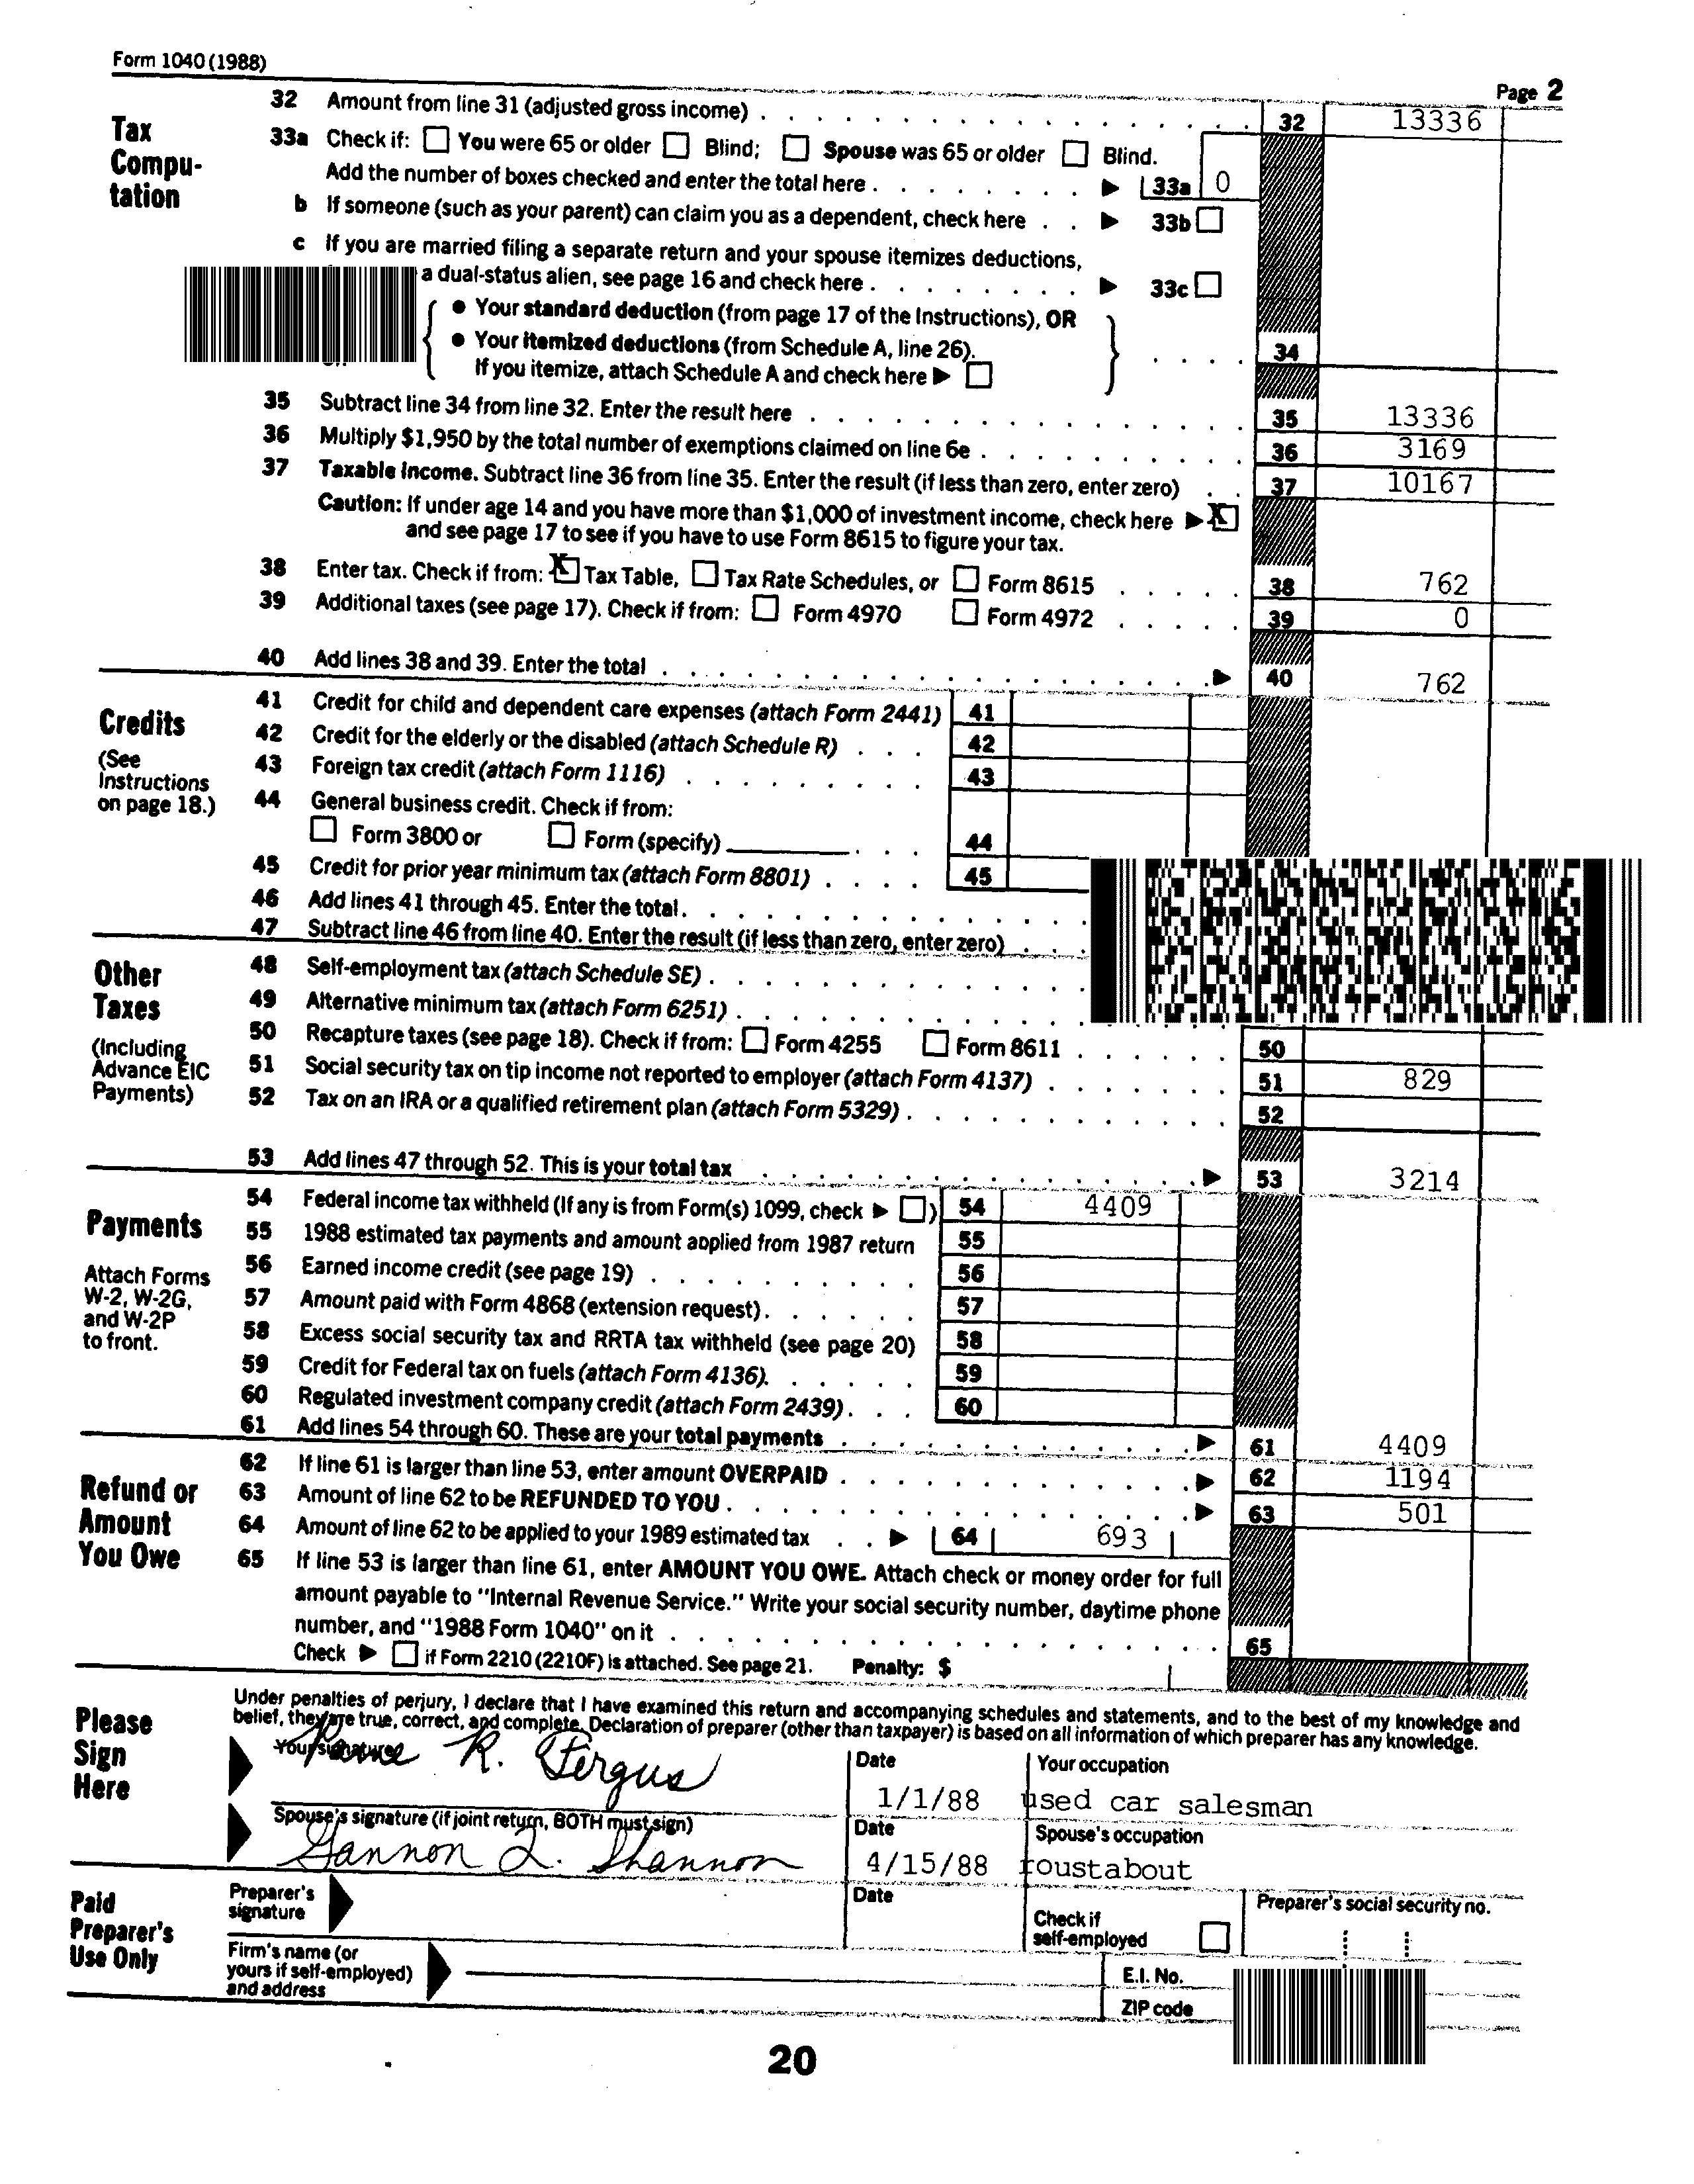 Form 1040 (1988)
Page 2
Tax Compu-tation
32 Amount from line 31 (adjusted gross income) . . . 32 13336
33a Check if: ☐ You were 65 or older ☐ Blind; ☐ Spouse was 65 or older ☐ Blind.
Add the number of boxes checked and enter the total here . . . ▶ 33a 0
b If someone (such as your parent) can claim you as a dependent, check here . . ▶ 33b ☐
c If you are married filing a separate return and your spouse itemizes deductions,
a dual-status alien, see page 16 and check here . . . ▶ 33c ☐
● Your standard deduction (from page 17 of the Instructions), OR
● Your itemized deductions (from Schedule A, line 26).
If you itemize, attach Schedule A and check here ▶ ☐ . . . . 34
35 Subtract line 34 from line 32. Enter the result here . . . 35 13336
36 Multiply $1,950 by the total number of exemptions claimed on line 6e . . . 36 3169
37 Taxable income. Subtract line 36 from line 35. Enter the result (if less than zero, enter zero) . . 37 10167
Caution: If under age 14 and you have more than $1,000 of investment income, check here ▶ ☒
and see page 17 to see if you have to use Form 8615 to figure your tax.
38 Enter tax. Check if from: ☒ Tax Table, ☐ Tax Rate Schedules, or ☐ Form 8615 . . . 38 762
39 Additional taxes (see page 17). Check if from: ☐ Form 4970 ☐ Form 4972 . . . 39 0
40 Add lines 38 and 39. Enter the total . . . ▶ 40 762
Credits
(See Instructions on page 18.)
41 Credit for child and dependent care expenses (attach Form 2441) 41
42 Credit for the elderly or the disabled (attach Schedule R) . . . 42
43 Foreign tax credit (attach Form 1116) . . . 43
44 General business credit. Check if from:
☐ Form 3800 or ☐ Form (specify) . . . 44
45 Credit for prior year minimum tax (attach Form 8801) . . . . 45
46 Add lines 41 through 45. Enter the total . . .
47 Subtract line 46 from line 40. Enter the result (if less than zero, enter zero) . . .
Other Taxes
(Including Advance EIC Payments)
48 Self-employment tax (attach Schedule SE) . . .
49 Alternative minimum tax (attach Form 6251) . . .
50 Recapture taxes (see page 18). Check if from: ☐ Form 4255 ☐ Form 8611 . . . 50
51 Social security tax on tip income not reported to employer (attach Form 4137) . . . 51 829
52 Tax on an IRA or a qualified retirement plan (attach Form 5329) . . . 52
53 Add lines 47 through 52. This is your total tax . . . ▶ 53 3214
Payments
Attach Forms W-2, W-2G, and W-2P to front.
54 Federal income tax withheld (If any is from Form(s) 1099, check ▶ ☐) 54 4409
55 1988 estimated tax payments and amount applied from 1987 return 55
56 Earned income credit (see page 19) . . . 56
57 Amount paid with Form 4868 (extension request) . . . 57
58 Excess social security tax and RRTA tax withheld (see page 20) 58
59 Credit for Federal tax on fuels (attach Form 4136) . . . 59
60 Regulated investment company credit (attach Form 2439) . . . 60
61 Add lines 54 through 60. These are your total payments . . . ▶ 61 4409
Refund or Amount You Owe
62 If line 61 is larger than line 53, enter amount OVERPAID . . . ▶ 62 1194
63 Amount of line 62 to be REFUNDED TO YOU . . . ▶ 63 501
64 Amount of line 62 to be applied to your 1989 estimated tax . . ▶ 64 693
65 If line 53 is larger than line 61, enter AMOUNT YOU OWE. Attach check or money order for full
amount payable to "Internal Revenue Service." Write your social security number, daytime phone
number, and "1988 Form 1040" on it . . . 65
Check ▶ ☐ if Form 2210 (2210F) is attached. See page 21. Penalty: $
Please Sign Here
Under penalties of perjury, I declare that I have examined this return and accompanying schedules and statements, and to the best of my knowledge and
belief, they are true, correct, and complete. Declaration of preparer (other than taxpayer) is based on all information of which preparer has any knowledge.
Your signature
R. Fergus
Date
1/1/88
Your occupation
used car salesman
Spouse's signature (if joint return, BOTH must sign)
Gannon Q. Shannon
Date
4/15/88
Spouse's occupation
roustabout
Paid Preparer's Use Only
Preparer's signature
Date
Check if self-employed ☐
Preparer's social security no.
Firm's name (or yours if self-employed) and address
E.I. No.
ZIP code
20